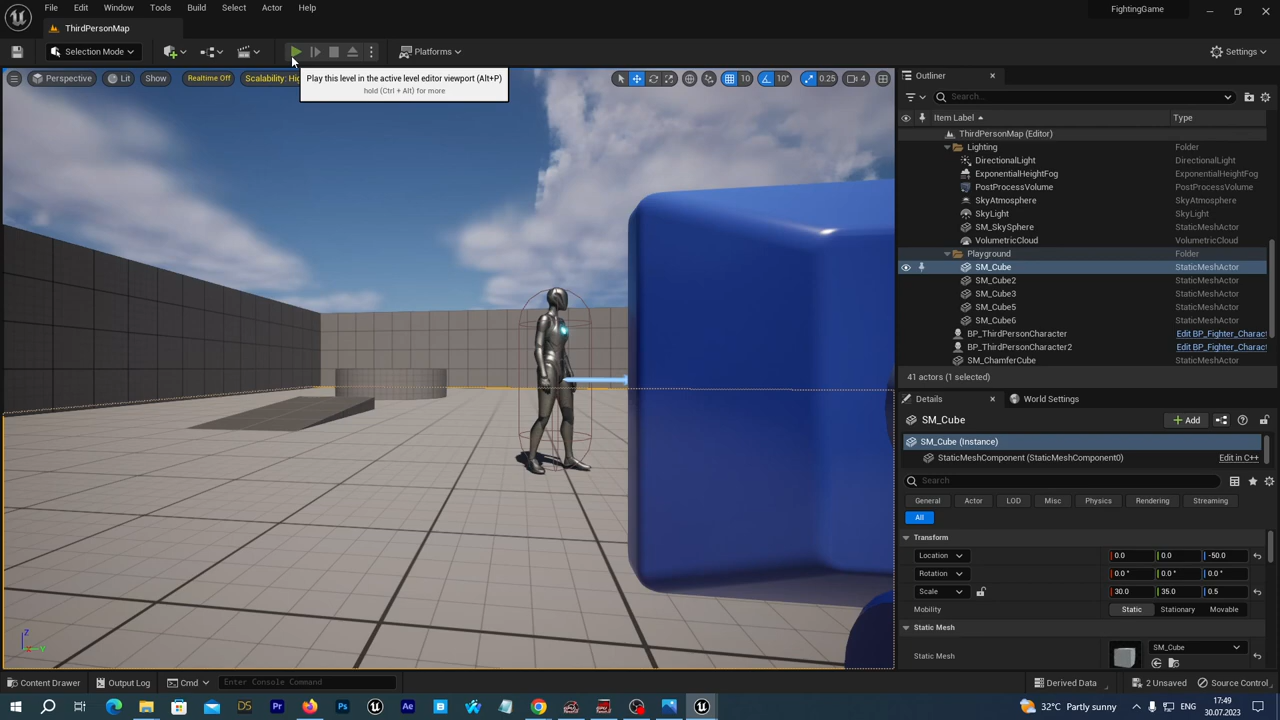 File Edit Window Tools Build Select Actor Help
FightingGame
ThirdPersonMap
Selection Mode
Platforms
Settings
Perspective Lit Show Realtime Off Scalability: Hig
10 10° 0.25 4
Play this level in the active level editor viewport (Alt+P)
hold (Ctrl + Alt) for more
Outliner
Search...
Item Label Type
ThirdPersonMap (Editor)
Lighting Folder
DirectionalLight DirectionalLight
ExponentialHeightFog ExponentialHeightFog
PostProcessVolume PostProcessVolume
SkyAtmosphere SkyAtmosphere
SkyLight SkyLight
SM_SkySphere StaticMeshActor
VolumetricCloud VolumetricCloud
Playground Folder
SM_Cube StaticMeshActor
SM_Cube2 StaticMeshActor
SM_Cube3 StaticMeshActor
SM_Cube5 StaticMeshActor
SM_Cube6 StaticMeshActor
BP_ThirdPersonCharacter Edit BP_Fighter_Charact
BP_ThirdPersonCharacter2 Edit BP_Fighter_Charact
SM_ChamferCube StaticMeshActor
41 actors (1 selected)
Details World Settings
SM_Cube
Add
SM_Cube (Instance)
StaticMeshComponent (StaticMeshComponent0) Edit in C++
Search
General Actor LOD Misc Physics Rendering Streaming
All
Transform
Location 0.0 0.0 -50.0
Rotation 0.0 ° 0.0 ° 0.0 °
Scale 30.0 35.0 0.5
Mobility Static Stationary Movable
Static Mesh
Static Mesh SM_Cube
Z
Y
Content Drawer Output Log Cmd Enter Console Command
Derived Data 2 Unsaved Source Control
32°C Partly sunny
17:49
30.07.2023